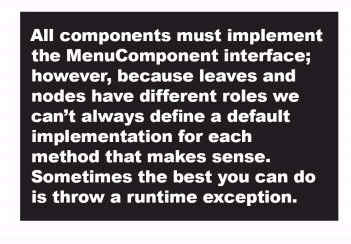 All components must implement
the MenuComponent interface;
however, because leaves and
nodes have different roles we
can't always define a default
implementation for each
method that makes sense.
Sometimes the best you can do
is throw a runtime exception.